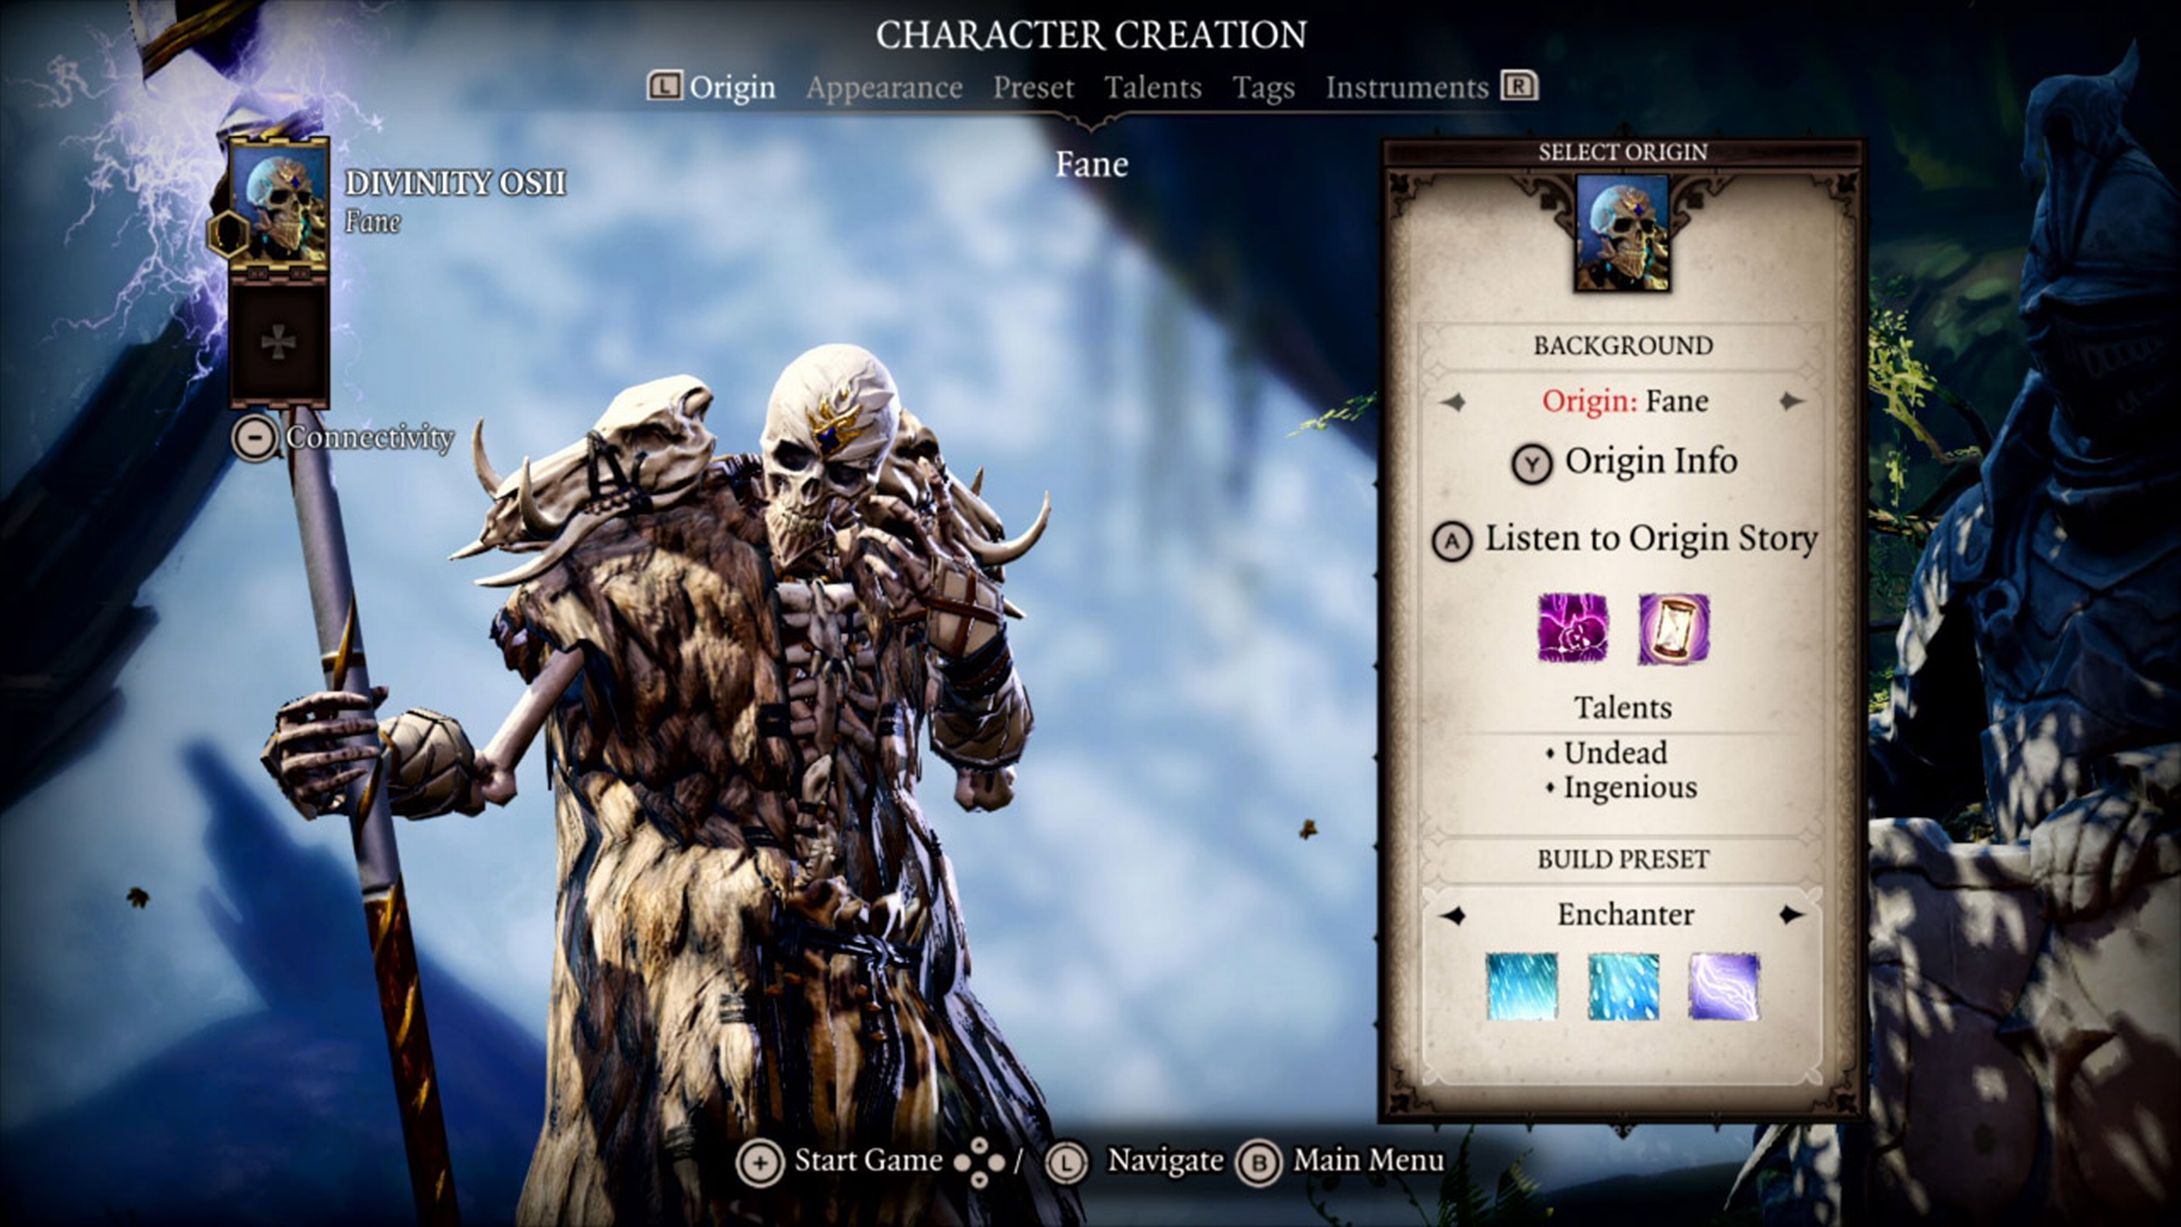 CHARACTER CREATION
L Origin Appearance Preset Talents Tags Instruments R
Fane
DIVINITY OSII
Fane
- Connectivity
SELECT ORIGIN
BACKGROUND
Origin: Fane
Y Origin Info
A Listen to Origin Story
Talents
• Undead
• Ingenious
BUILD PRESET
Enchanter
+ Start Game / L Navigate B Main Menu